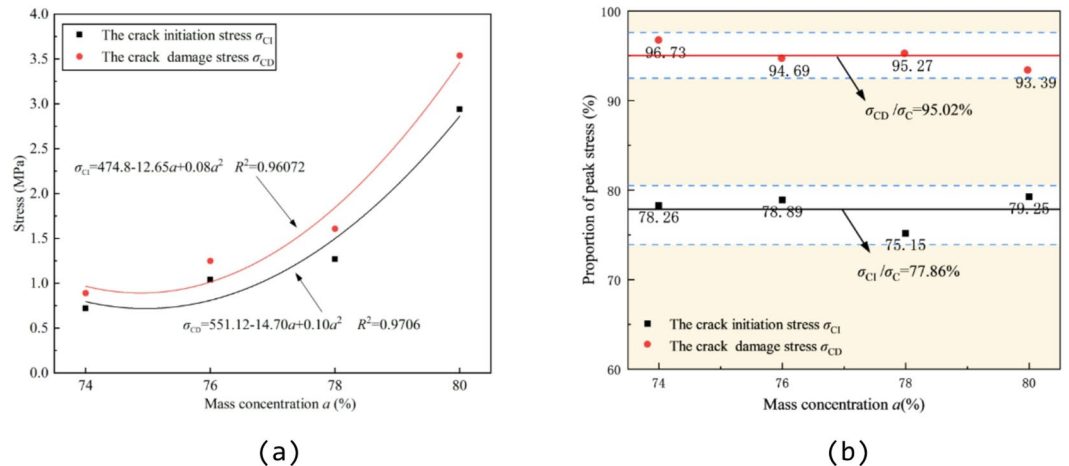 The crack initiation stress σCI
The crack damage stress σCD
4.0
3.5
3.0
2.5
2.0
1.5
1.0
0.5
0.0
Stress (MPa)
σCI=474.8-12.65a+0.08a² R²=0.96072
σCD=551.12-14.70a+0.10a² R²=0.9706
74 76 78 80
Mass concentration a (%)
(a)
100
90
80
70
60
Proportion of peak stress (%)
96.73
94.69
95.27
93.39
σCD/σC=95.02%
78.26
78.89
75.15
79.25
σCI/σC=77.86%
The crack initiation stress σCI
The crack damage stress σCD
74 76 78 80
Mass concentration a(%)
(b)